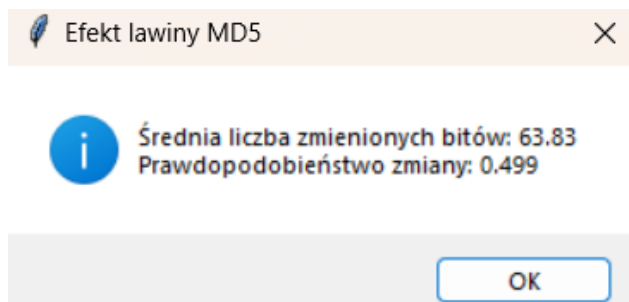 Efekt lawiny MD5
Średnia liczba zmienionych bitów: 63.83
Prawdopodobieństwo zmiany: 0.499
OK